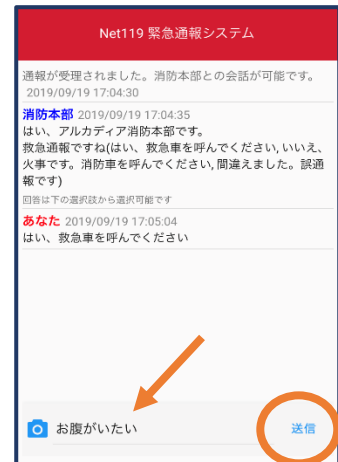 Net119 緊急通報システム
通報が受理されました。消防本部との会話が可能です。
2019/09/19 17:04:30
消防本部 2019/09/19 17:04:35
はい、アルカディア消防本部です。
救急通報ですね(はい、救急車を呼んでください, いいえ、
火事です。消防車を呼んでください, 間違えました。誤通
報です)
回答は下の選択肢から選択可能です
あなた 2019/09/19 17:05:04
はい、救急車を呼んでください
お腹がいたい
送信